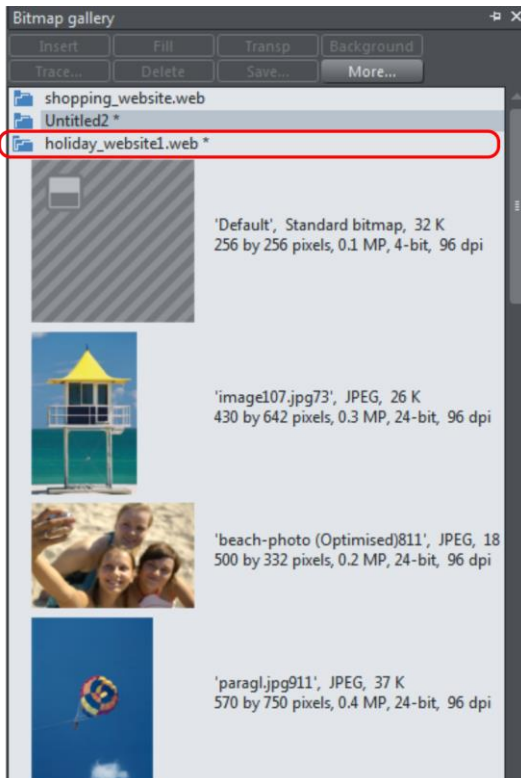 Bitmap gallery
Insert Fill Transp Background
Trace... Delete Save... More...
shopping_website.web
Untitled2 *
holiday_website1.web *
'Default', Standard bitmap, 32 K
256 by 256 pixels, 0.1 MP, 4-bit, 96 dpi
'image107.jpg73', JPEG, 26 K
430 by 642 pixels, 0.3 MP, 24-bit, 96 dpi
'beach-photo (Optimised)811', JPEG, 18
500 by 332 pixels, 0.2 MP, 24-bit, 96 dpi
'paragl.jpg911', JPEG, 37 K
570 by 750 pixels, 0.4 MP, 24-bit, 96 dpi